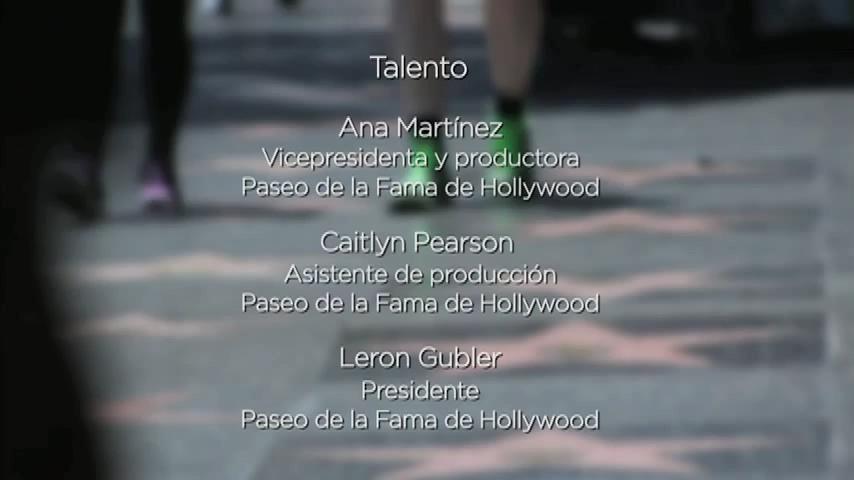 Talento
Ana Martínez
Vicepresidenta y productora
Paseo de la Fama de Hollywood
Caitlyn Pearson
Asistente de producción
Paseo de la Fama de Hollywood
Leron Gubler
Presidente
Paseo de la Fama de Hollywood